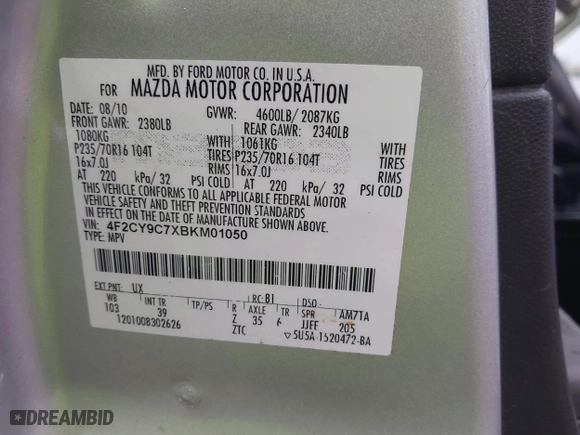 MFD. BY FORD MOTOR CO. IN U.S.A.
FOR MAZDA MOTOR CORPORATION
DATE: 08/10 GVWR: 4600LB/ 2087KG
FRONT GAWR: 2380LB REAR GAWR: 2340LB
1080KG WITH 1061KG WITH
P235/70R16 104T TIRES P235/70R16 104T TIRES
16x7.0J RIMS 16x7.0J RIMS
AT 220 kPa/ 32 PSI COLD AT 220 kPa/ 32 PSI COLD
THIS VEHICLE CONFORMS TO ALL APPLICABLE FEDERAL MOTOR
VEHICLE SAFETY AND THEFT PREVENTION STANDARDS
IN EFFECT ON THE DATE OF MANUFACTURE SHOWN ABOVE.
VIN: 4F2CY9C7XBKM01050
TYPE: MPV
EXT PNT: UX RC: 81 DSO:
WB INT TR TP/PS R AXLE TR SPR AM71A
103 39 Z 35 6 JJEF 205
1201008302626 ZTC ▽5U5A-1520472-BA
DREAMBID